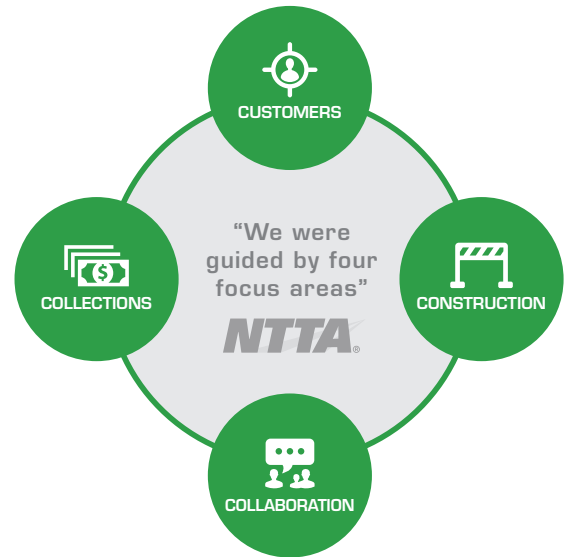 CUSTOMERS
“We were
guided by four
focus areas”
NTTA®
COLLECTIONS
$
CONSTRUCTION
COLLABORATION